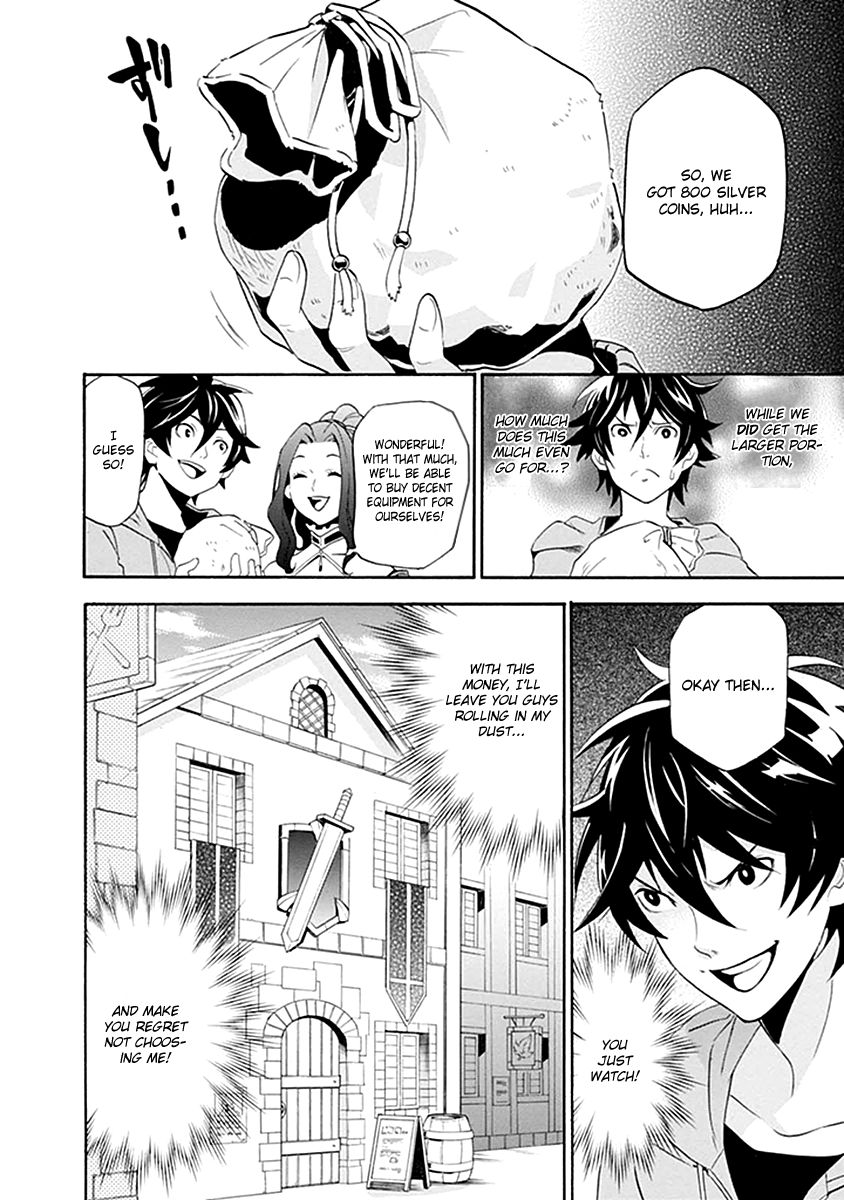 ずし…
SO, WE
GOT 800 SILVER
COINS, HUH...
WHILE WE
DID GET THE
LARGER POR-
TION,
HOW MUCH
DOES THIS
MUCH EVEN
GO FOR...?
WONDERFUL!
WITH THAT MUCH,
WE'LL BE ABLE
TO BUY DECENT
EQUIPMENT FOR
OURSELVES!
I
GUESS
SO!
OKAY THEN...
YOU
JUST
WATCH!
WITH THIS
MONEY, I'LL
LEAVE YOU GUYS
ROLLING IN MY
DUST...
AND MAKE
YOU REGRET
NOT CHOOS-
ING ME!